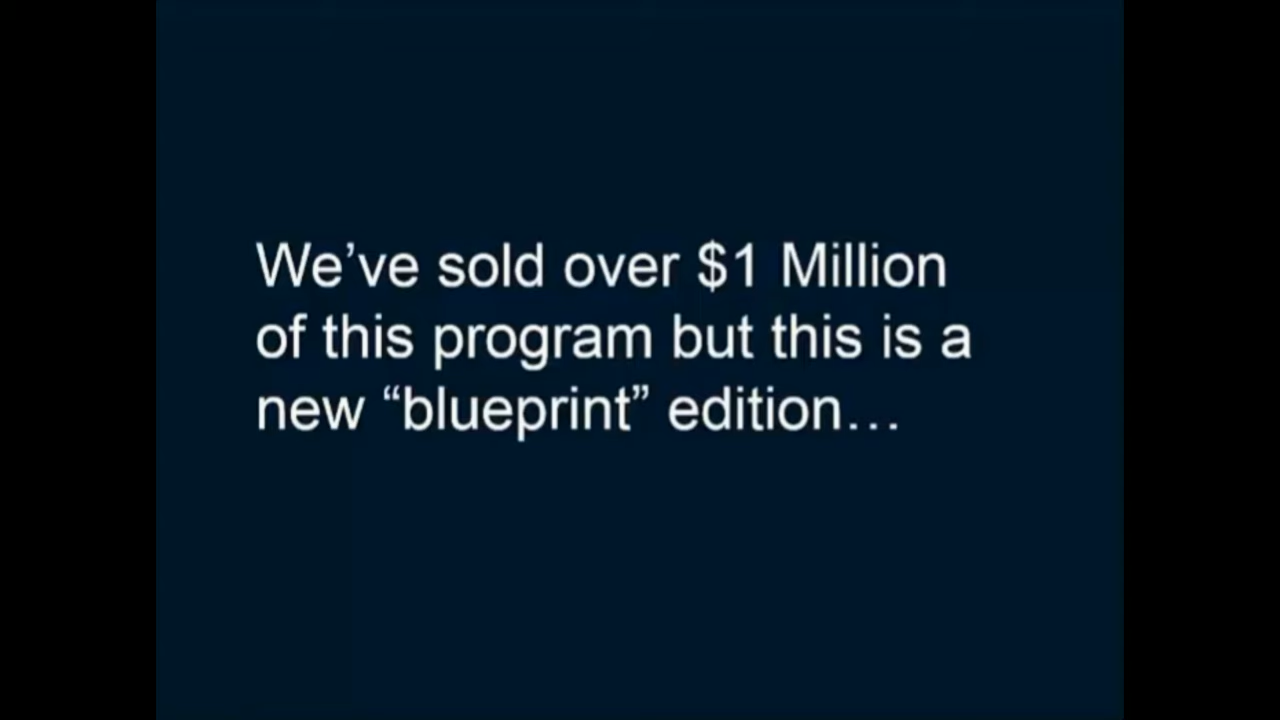 We’ve sold over $1 Million
of this program but this is a
new “blueprint” edition…